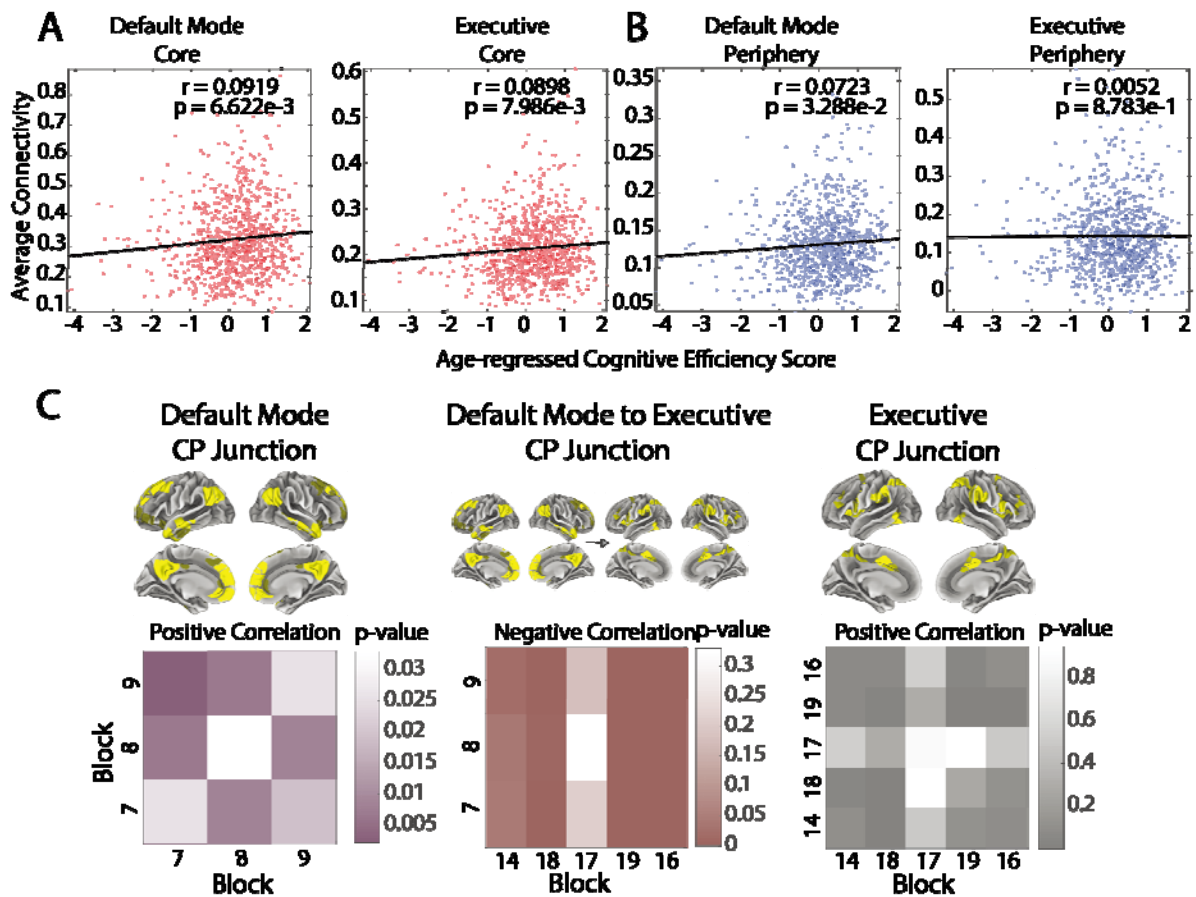 A
Default Mode
Core
Executive
Core
B
Default Mode
Periphery
Executive
Periphery
r = 0.0919
p = 6.622e-3
r = 0.0898
p = 7.986e-3
r = 0.0723
p = 3.288e-2
r = 0.0052
p = 8.783e-1
Average Connectivity
0.8
0.7
0.6
0.5
0.4
0.3
0.2
0.1
0.6
0.5
0.4
0.3
0.2
0.1
0.35
0.3
0.25
0.2
0.15
0.1
0.05
0.5
0.4
0.3
0.2
0.1
0
-4 -3 -2 -1 0 1 2
-4 -3 -2 -1 0 1 2
-4 -3 -2 -1 0 1 2
-4 -3 -2 -1 0 1 2
Age-regressed Cognitive Efficiency Score
C
Default Mode
CP Junction
Default Mode to Executive
CP Junction
Executive
CP Junction
Positive Correlation
p-value
9
8
7
Block
7 8 9
Block
0.03
0.025
0.02
0.015
0.01
0.005
Negative Correlation
p-value
9
8
7
14 18 17 19 16
Block
0.3
0.25
0.2
0.15
0.1
0.05
0
Positive Correlation
p-value
16
19
17
18
14
14 18 17 19 16
Block
0.8
0.6
0.4
0.2